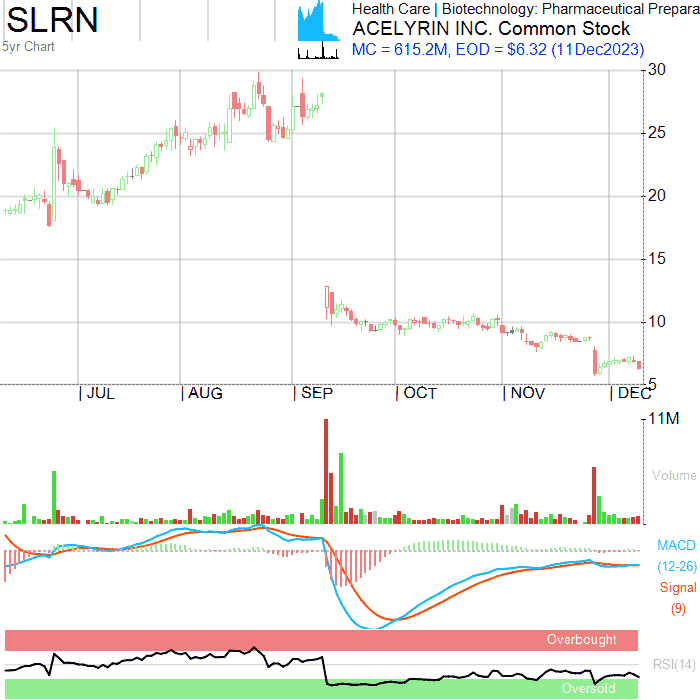 SLRN
5yr Chart
Health Care | Biotechnology: Pharmaceutical Prepara
ACELYRIN INC. Common Stock
MC = 615.2M, EOD = $6.32 (11Dec2023)
30
25
20
15
10
5
JUL AUG SEP OCT NOV DEC
11M
Volume
MACD
(12-26)
Signal
(9)
Overbought
RSI(14)
Oversold